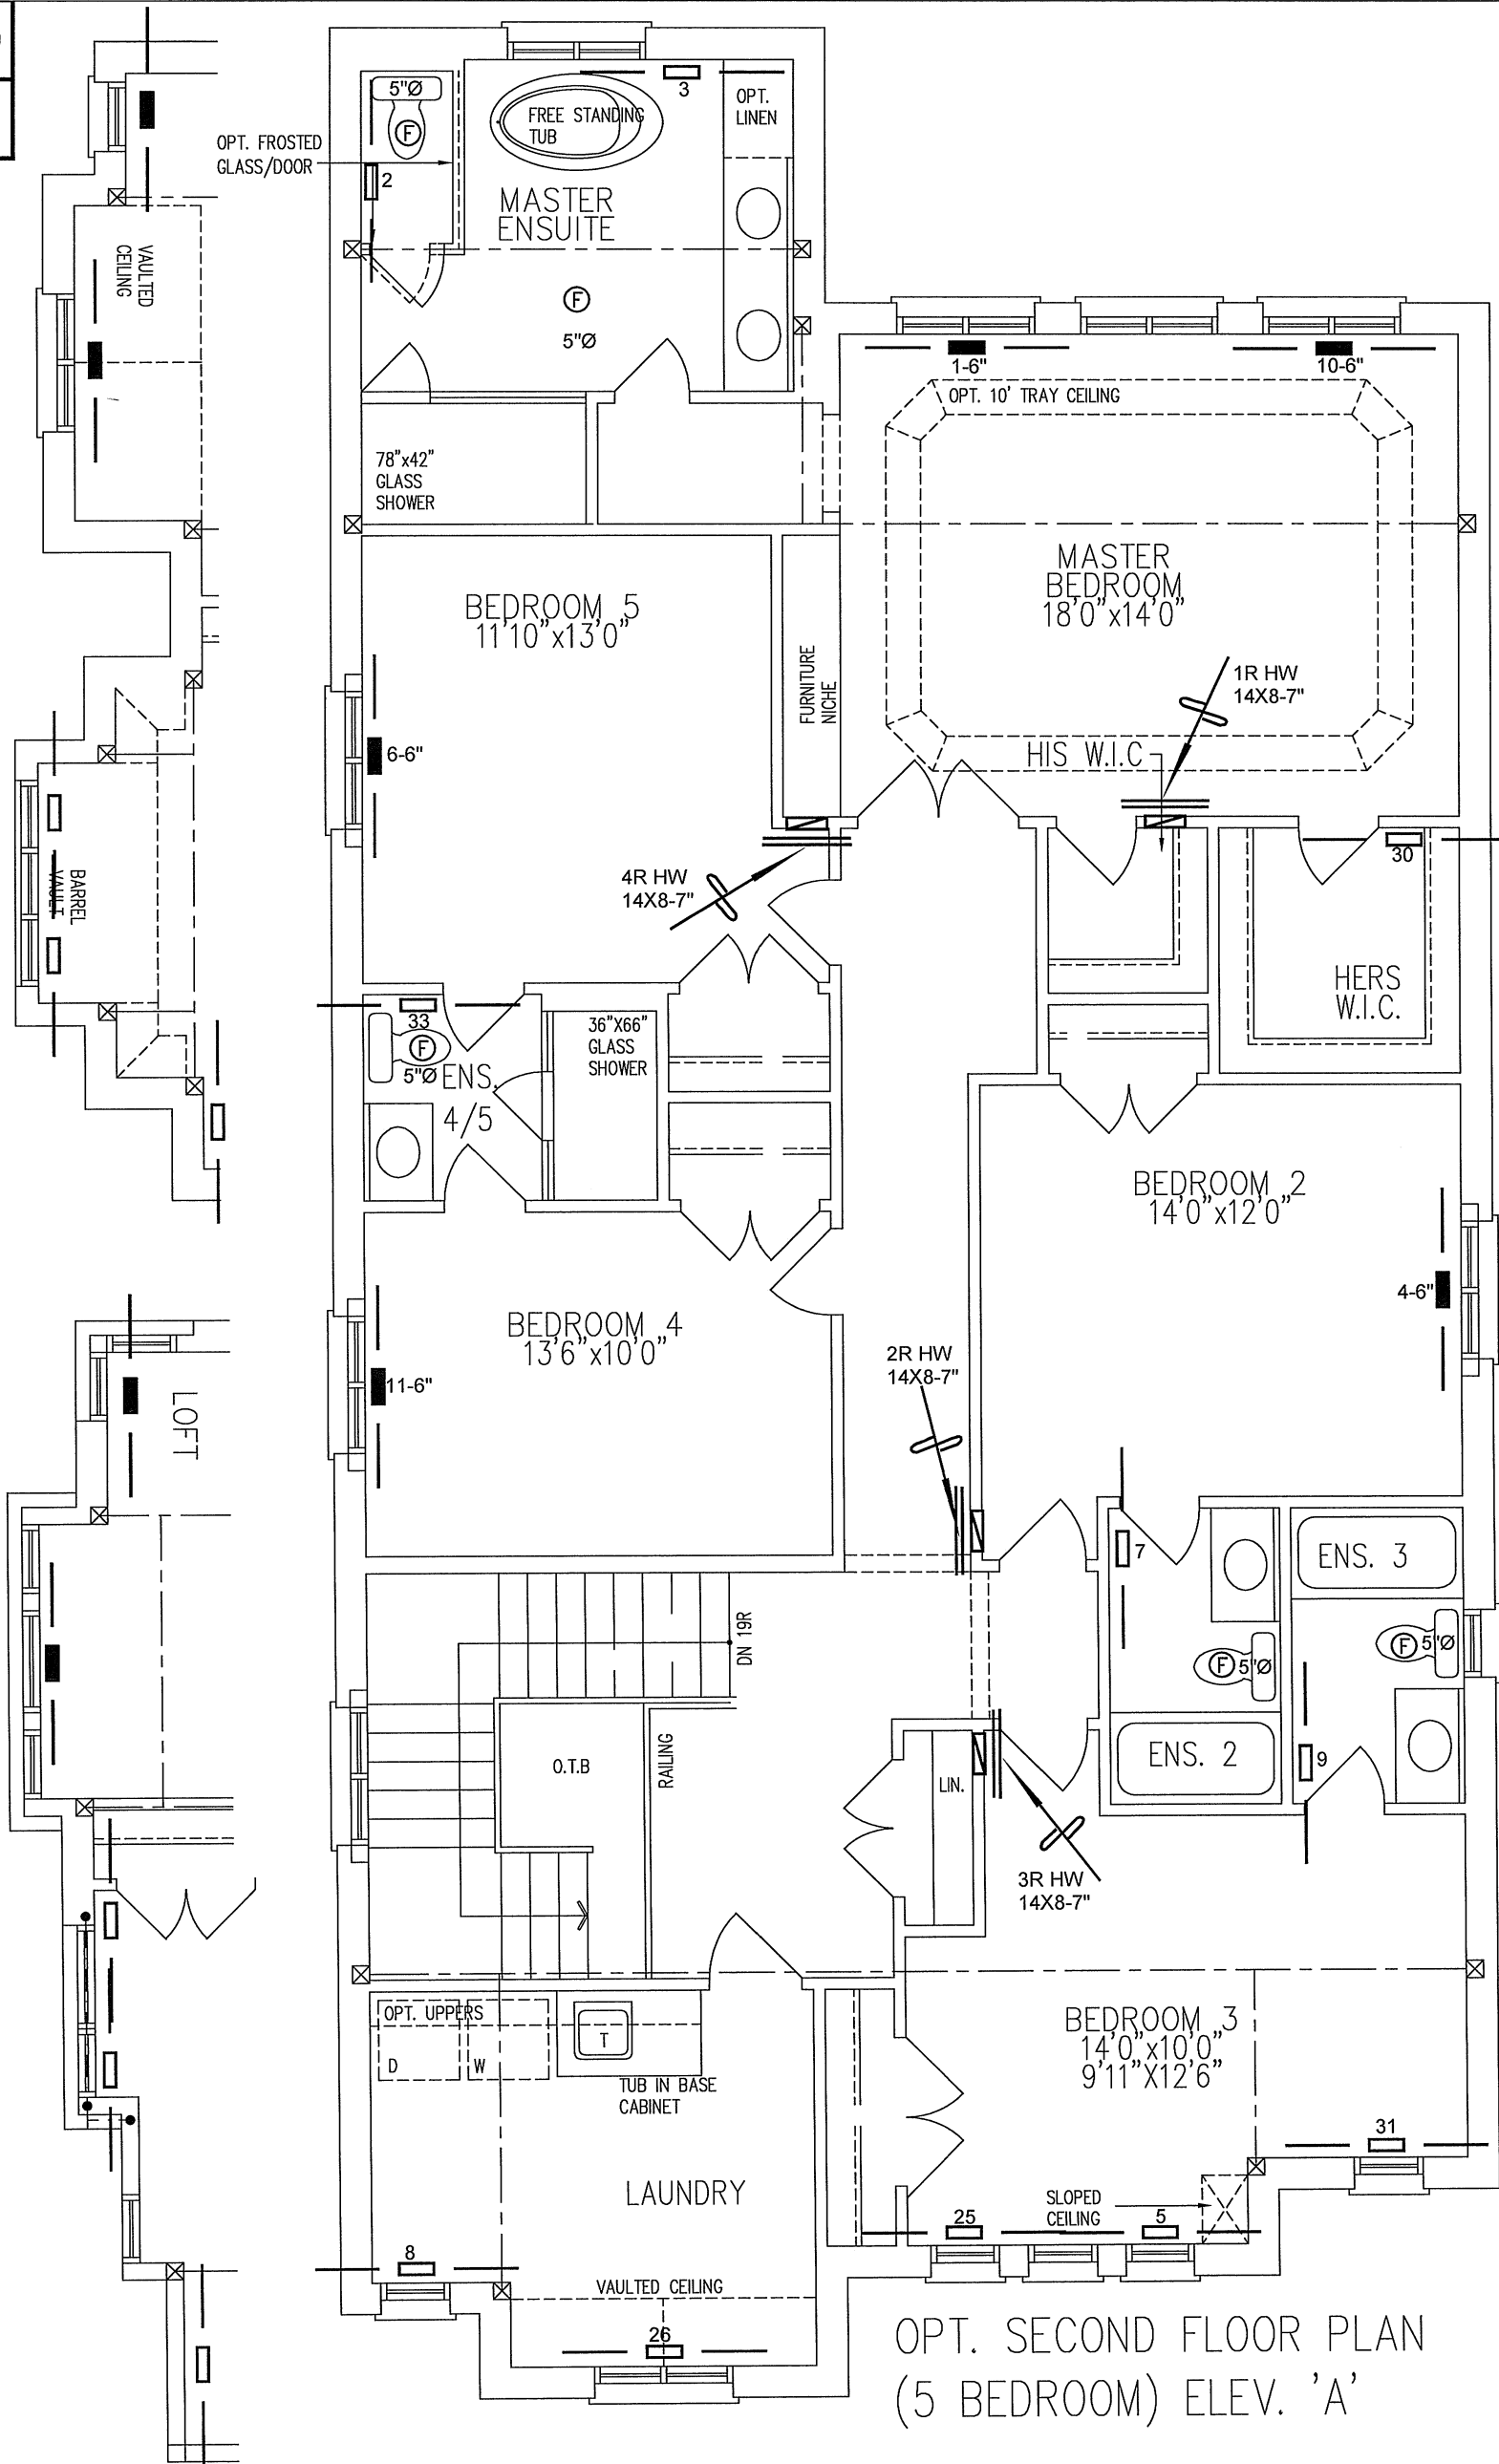 5"Ø
F
OPT. FROSTED
GLASS/DOOR
2
FREE STANDING
TUB
3
OPT.
LINEN
MASTER
ENSUITE
F
5"Ø
VAULTED
CEILING
1-6"
10-6"
OPT. 10' TRAY CEILING
78"x42"
GLASS
SHOWER
MASTER
BEDROOM
18'0"x14'0"
BEDROOM 5
11'10"x13'0"
FURNITURE
NICHE
1R HW
14X8-7"
6-6"
HIS W.I.C
4R HW
14X8-7"
30
BARREL
VAULT
HERS
W.I.C.
33
F
5"Ø
ENS.
4/5
36"X66"
GLASS
SHOWER
BEDROOM 2
14'0"x12'0"
4-6"
BEDROOM 4
13'6"x10'0"
2R HW
14X8-7"
11-6"
LOFT
7
ENS. 3
F
5"Ø
F
5"Ø
DN 19R
RAILING
O.T.B
ENS. 2
9
LIN.
3R HW
14X8-7"
OPT. UPPERS
D
W
T
TUB IN BASE
CABINET
BEDROOM 3
14'0"x10'0"
9'11"X12'6"
31
LAUNDRY
SLOPED
CEILING
25
5
8
VAULTED CEILING
26
OPT. SECOND FLOOR PLAN
(5 BEDROOM) ELEV. 'A'